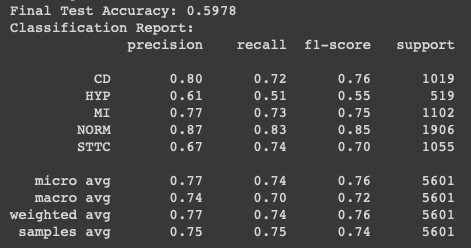 Final Test Accuracy: 0.5978
Classification Report:
precision recall f1-score support
CD 0.80 0.72 0.76 1019
HYP 0.61 0.51 0.55 519
MI 0.77 0.73 0.75 1102
NORM 0.87 0.83 0.85 1906
STTC 0.67 0.74 0.70 1055
micro avg 0.77 0.74 0.76 5601
macro avg 0.74 0.70 0.72 5601
weighted avg 0.77 0.74 0.76 5601
samples avg 0.75 0.75 0.74 5601